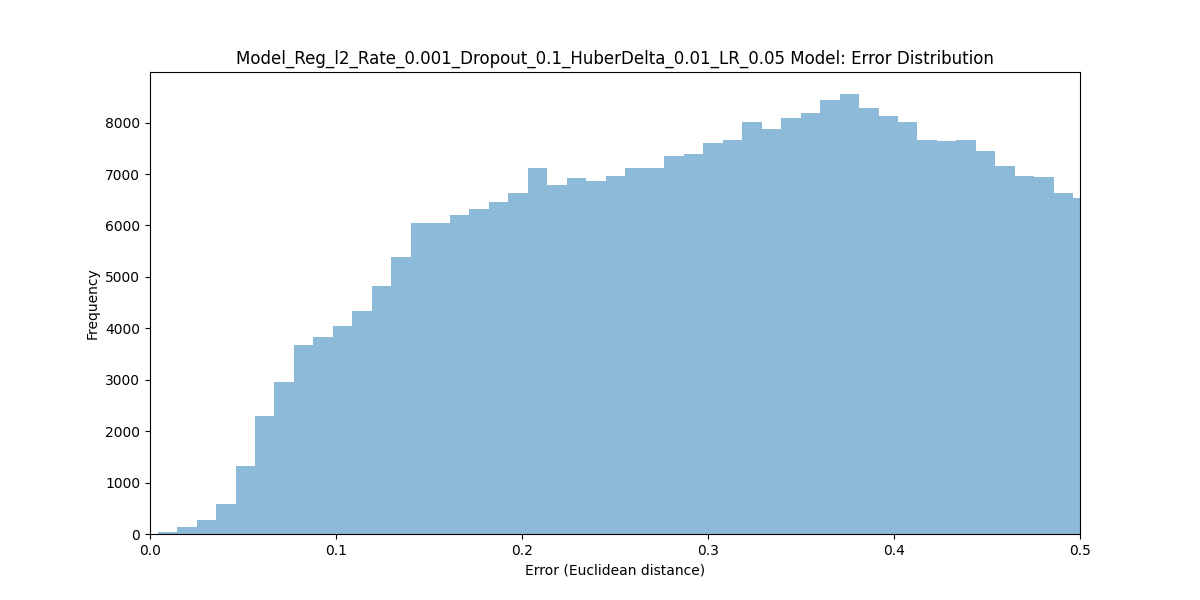 Model_Reg_l2_Rate_0.001_Dropout_0.1_HuberDelta_0.01_LR_0.05 Model: Error Distribution
Frequency
8000
7000
6000
5000
4000
3000
2000
1000
0
0.0 0.1 0.2 0.3 0.4 0.5
Error (Euclidean distance)